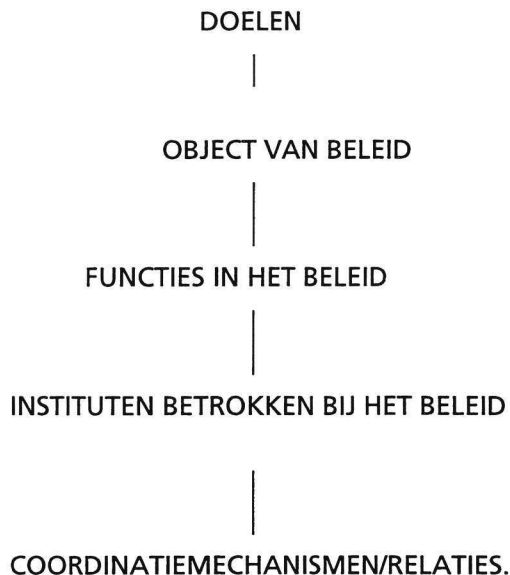 DOELEN
OBJECT VAN BELEID
FUNCTIES IN HET BELEID
INSTITUTEN BETROKKEN BIJ HET BELEID
COORDINATIEMECHANISMEN/RELATIES.